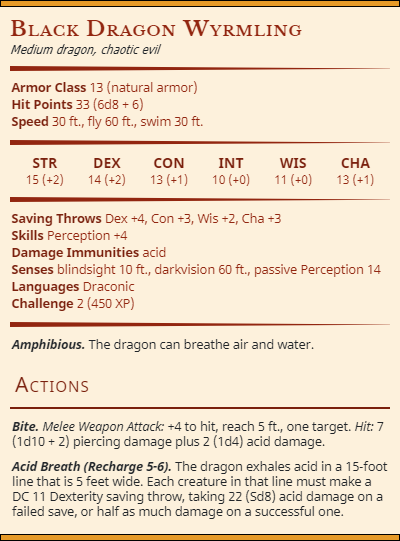 Black Dragon Wyrmling
Medium dragon, chaotic evil
Armor Class 13 (natural armor)
Hit Points 33 (6d8 + 6)
Speed 30 ft., fly 60 ft., swim 30 ft.
STR DEX CON INT WIS CHA
15 (+2) 14 (+2) 13 (+1) 10 (+0) 11 (+0) 13 (+1)
Saving Throws Dex +4, Con +3, Wis +2, Cha +3
Skills Perception +4
Damage Immunities acid
Senses blindsight 10 ft., darkvision 60 ft., passive Perception 14
Languages Draconic
Challenge 2 (450 XP)
Amphibious. The dragon can breathe air and water.
Actions
Bite. Melee Weapon Attack: +4 to hit, reach 5 ft., one target. Hit: 7
(1d10 + 2) piercing damage plus 2 (1d4) acid damage.
Acid Breath (Recharge 5-6). The dragon exhales acid in a 15-foot
line that is 5 feet wide. Each creature in that line must make a
DC 11 Dexterity saving throw, taking 22 (Sd8) acid damage on a
failed save, or half as much damage on a successful one.